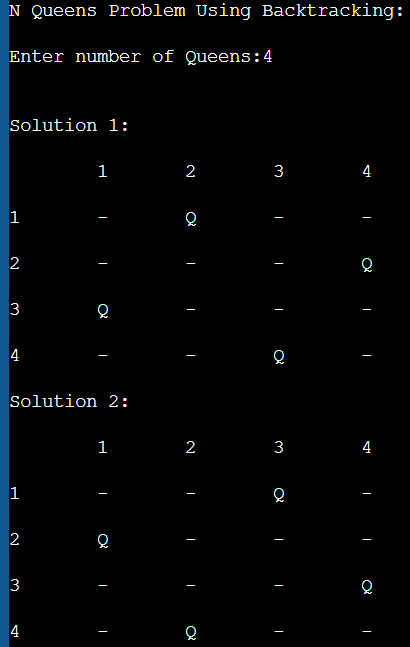 N Queens Problem Using Backtracking:
Enter number of Queens:4
Solution 1:
1 2 3 4
1 – Q – –
2 – – – Q
3 Q – – –
4 – – Q –
Solution 2:
1 2 3 4
1 – – Q –
2 Q – – –
3 – – – Q
4 – Q – –